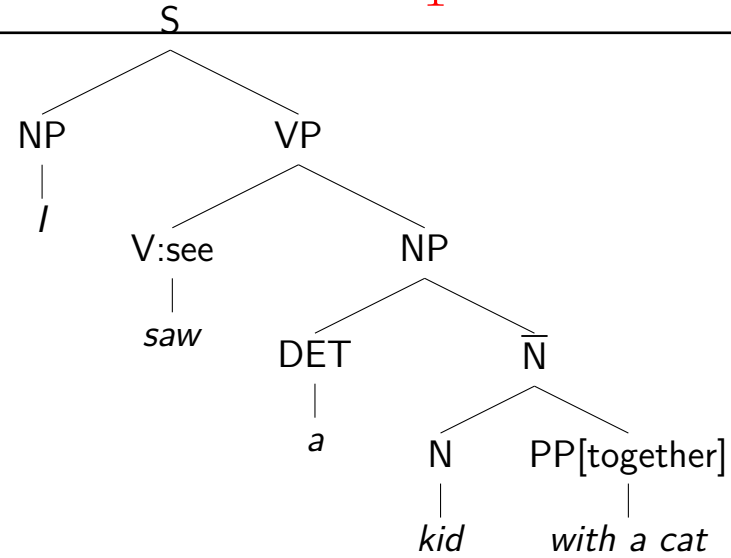 S
NP VP
I
V:see NP
saw
DET N̅
a
N PP[together]
kid with a cat